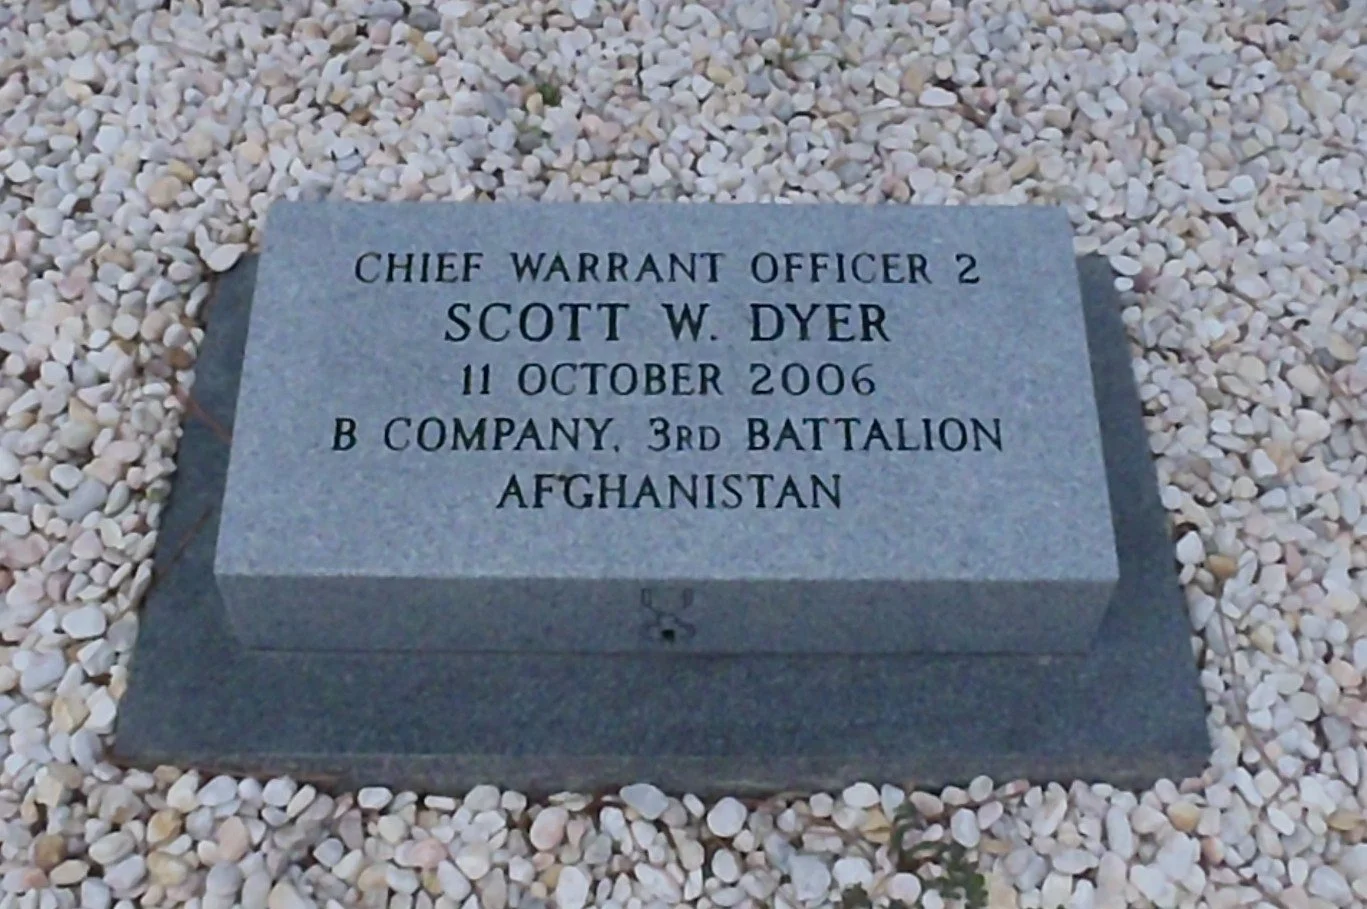 CHIEF WARRANT OFFICER 2
SCOTT W. DYER
11 OCTOBER 2006
B COMPANY, 3RD BATTALION
AFGHANISTAN